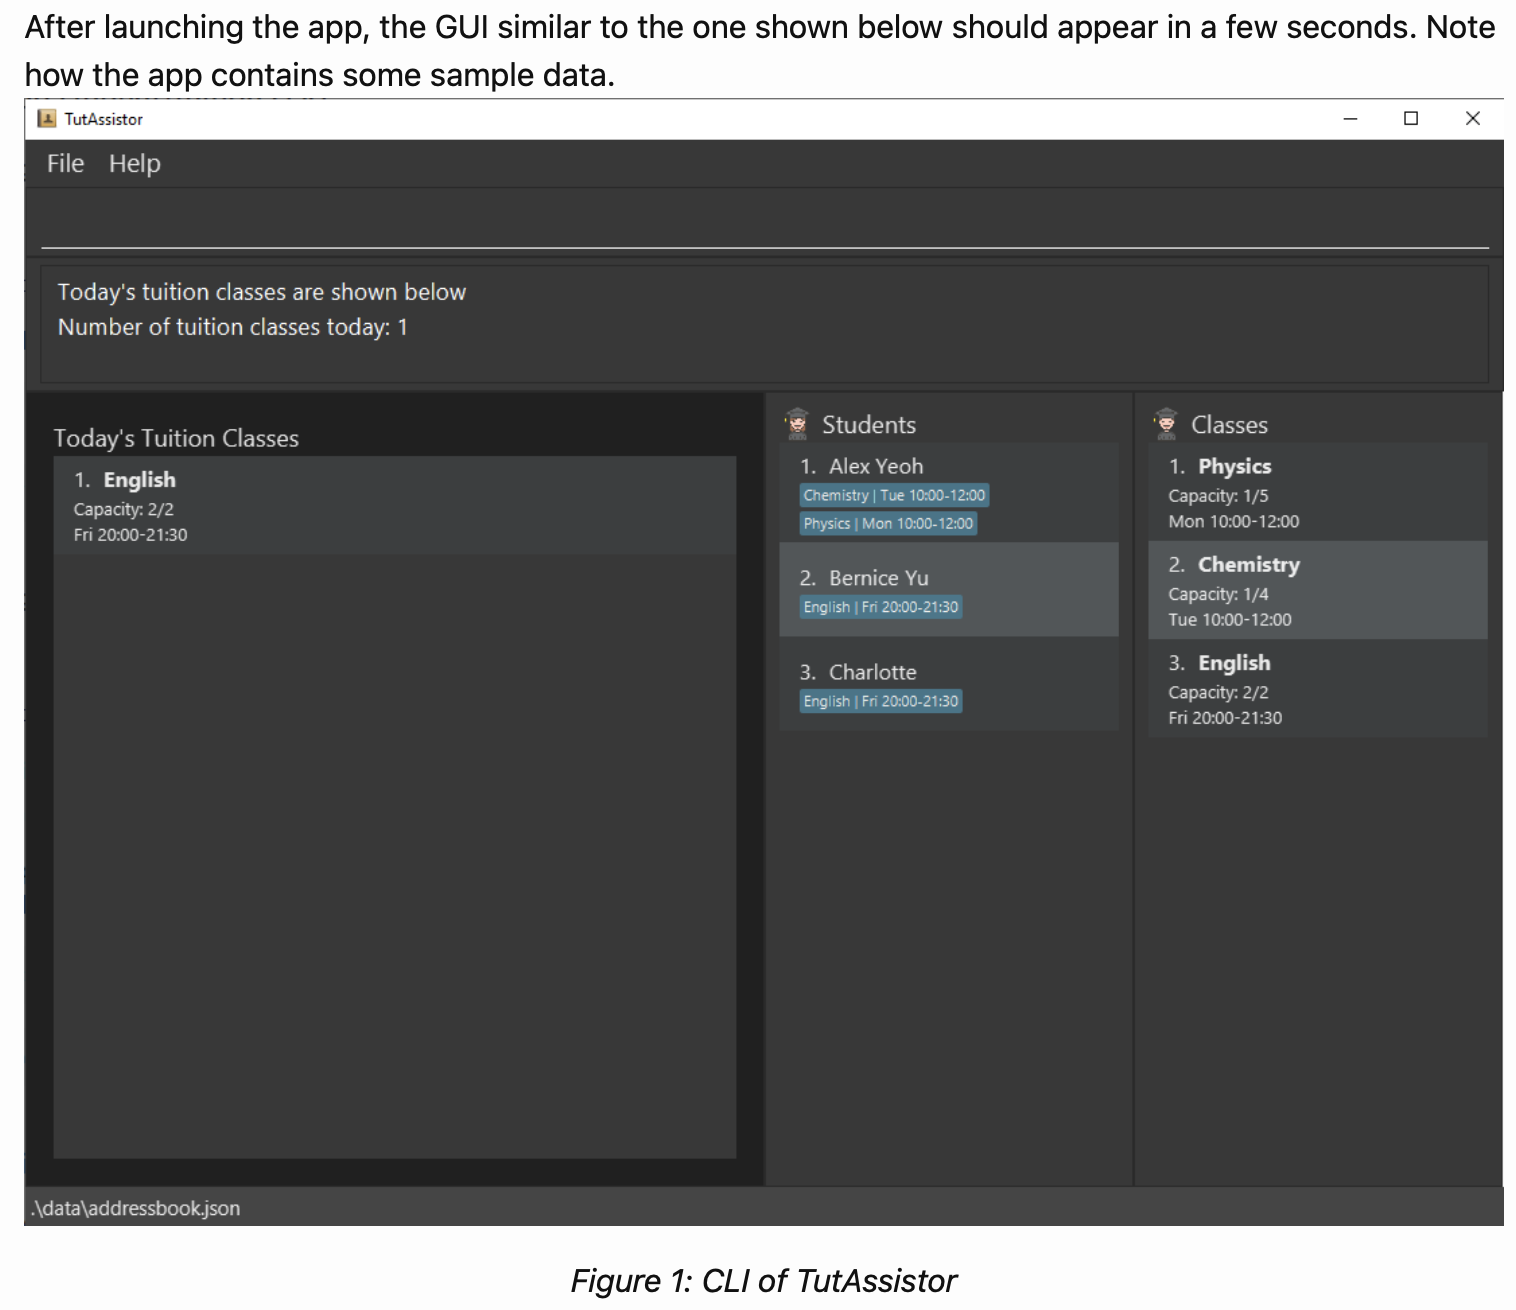 After launching the app, the GUI similar to the one shown below should appear in a few seconds. Note
how the app contains some sample data.
TutAssistor
File Help
Today's tuition classes are shown below
Number of tuition classes today: 1
Today's Tuition Classes
1. English
Capacity: 2/2
Fri 20:00-21:30
Students
1. Alex Yeoh
Chemistry | Tue 10:00-12:00
Physics | Mon 10:00-12:00
2. Bernice Yu
English | Fri 20:00-21:30
3. Charlotte
English | Fri 20:00-21:30
Classes
1. Physics
Capacity: 1/5
Mon 10:00-12:00
2. Chemistry
Capacity: 1/4
Tue 10:00-12:00
3. English
Capacity: 2/2
Fri 20:00-21:30
.\data\addressbook.json
Figure 1: CLI of TutAssistor